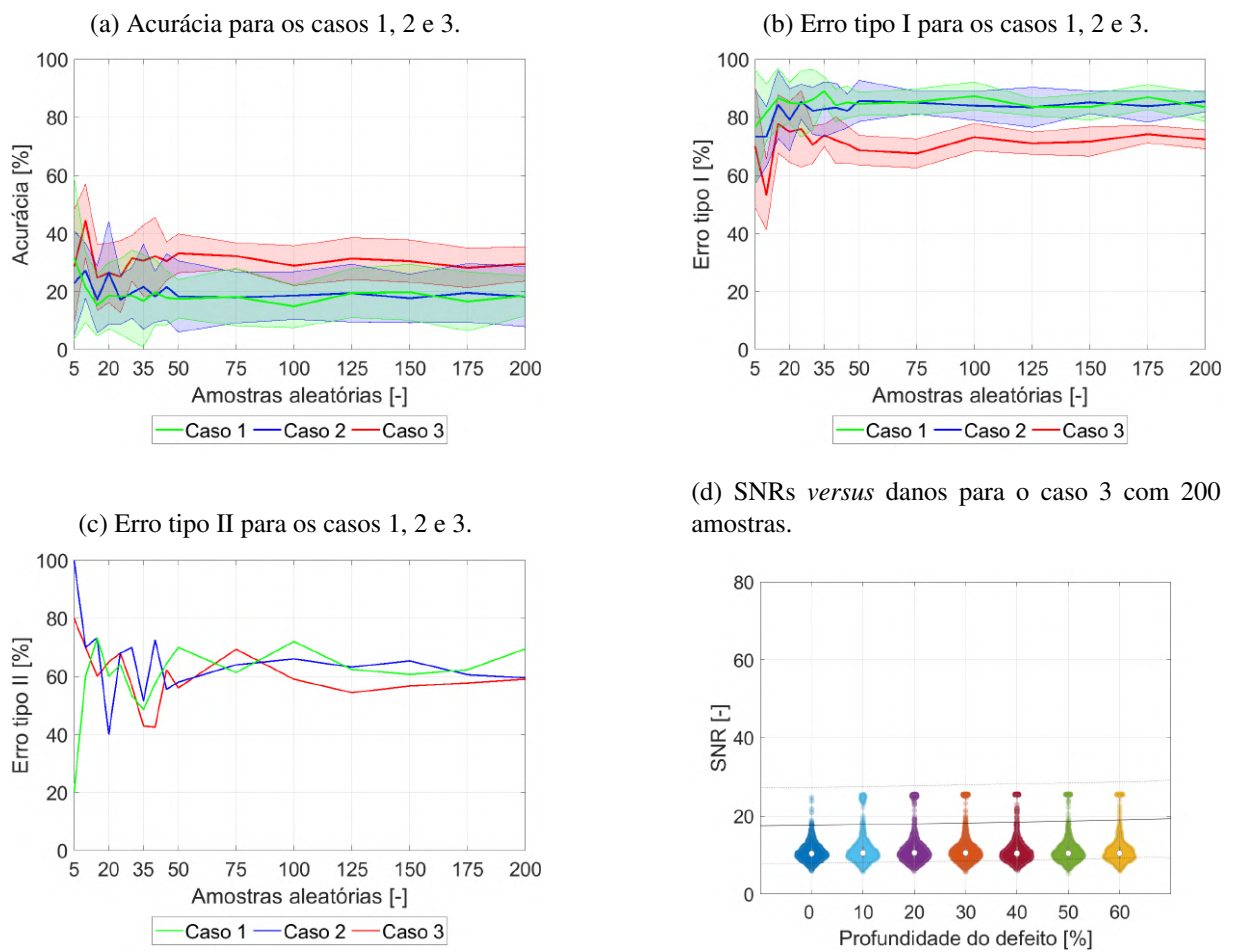 (a) Acurácia para os casos 1, 2 e 3.
100
80
60
40
20
0
Acurácia [%]
5 20 35 50 75 100 125 150 175 200
Amostras aleatórias [-]
Caso 1 Caso 2 Caso 3
(b) Erro tipo I para os casos 1, 2 e 3.
100
80
60
40
20
0
Erro tipo I [%]
5 20 35 50 75 100 125 150 175 200
Amostras aleatórias [-]
Caso 1 Caso 2 Caso 3
(c) Erro tipo II para os casos 1, 2 e 3.
100
80
60
40
20
0
Erro tipo II [%]
5 20 35 50 75 100 125 150 175 200
Amostras aleatórias [-]
Caso 1 Caso 2 Caso 3
(d) SNRs versus danos para o caso 3 com 200
amostras.
80
60
40
20
0
SNR [-]
0 10 20 30 40 50 60
Profundidade do defeito [%]